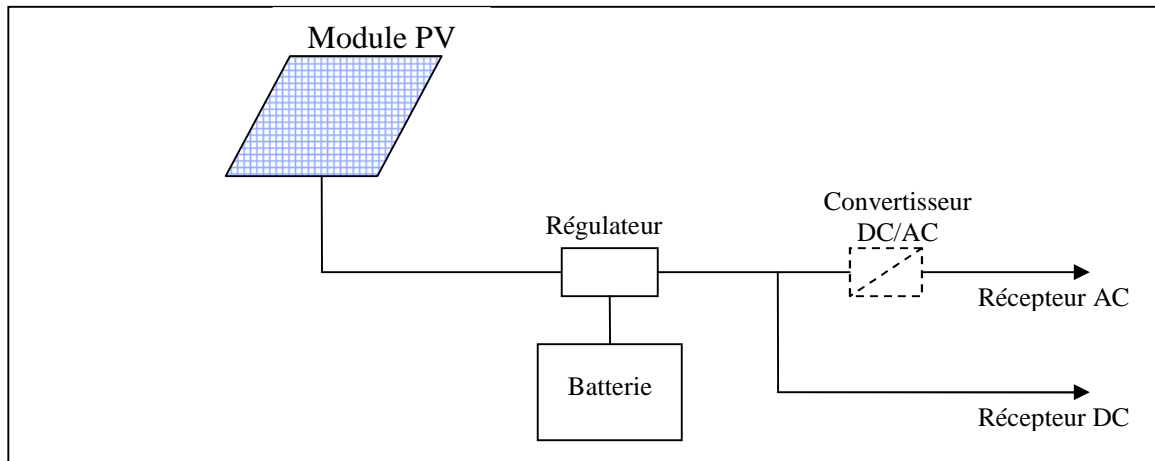 Module PV
Régulateur
Convertisseur
DC/AC
Récepteur AC
Batterie
Récepteur DC